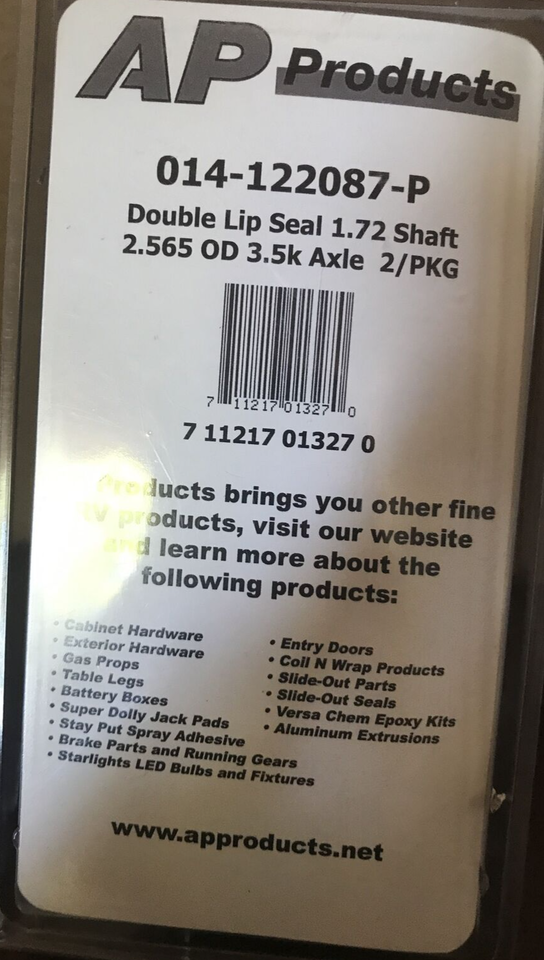 AP Products
014-122087-P
Double Lip Seal 1.72 Shaft
2.565 OD 3.5k Axle 2/PKG
7 11217 01327 0
7 11217 01327 0
Products brings you other fine
RV products, visit our website
and learn more about the
following products:
• Cabinet Hardware
• Exterior Hardware
• Gas Props
• Table Legs
• Battery Boxes
• Super Dolly Jack Pads
• Stay Put Spray Adhesive
• Brake Parts and Running Gears
• Starlights LED Bulbs and Fixtures
• Entry Doors
• Coil N Wrap Products
• Slide-Out Parts
• Slide-Out Seals
• Versa Chem Epoxy Kits
• Aluminum Extrusions
www.approducts.net